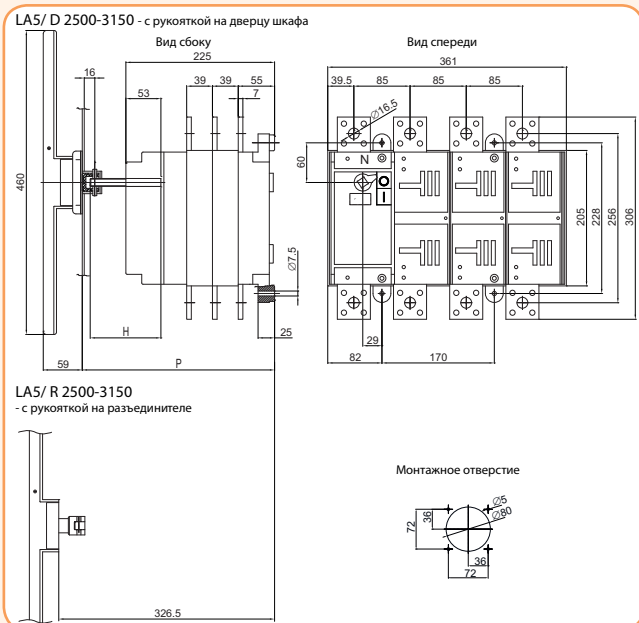 LA5/ D 2500-3150 - с рукояткой на дверцу шкафа
Вид сбоку
225
39 39 55
16
53
7
460
Ø7.5
H
25
59
P
Вид спереди
361
39.5 85 85 85
Ø16.5
60
N
O
I
205
228
256
306
29
82
170
LA5/ R 2500-3150
- с рукояткой на разъединителе
326.5
Монтажное отверстие
Ø5
Ø80
36
72
36
72